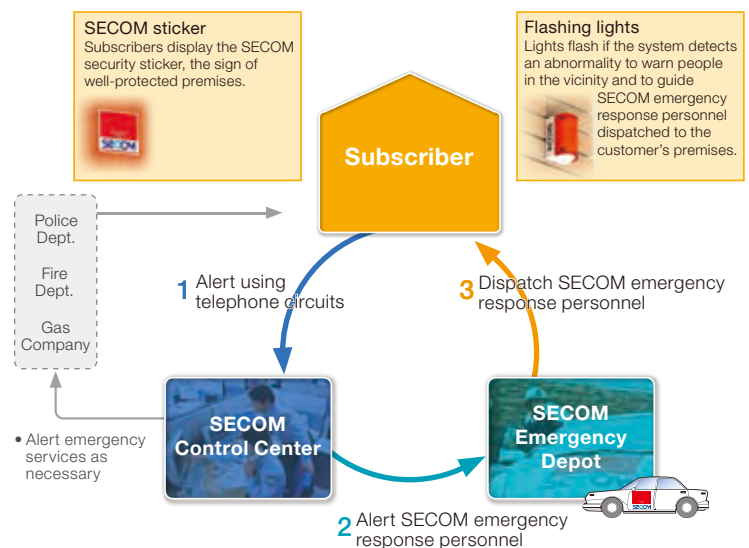 SECOM sticker
Subscribers display the SECOM
security sticker, the sign of
well-protected premises.
SECOM
Flashing lights
Lights flash if the system detects
an abnormality to warn people
in the vicinity and to guide
SECOM emergency
response personnel
dispatched to the
customer's premises.
Subscriber
Police
Dept.
Fire
Dept.
Gas
Company
1 Alert using
telephone circuits
3 Dispatch SECOM emergency
response personnel
SECOM
Control Center
SECOM
Emergency
Depot
• Alert emergency
services as
necessary
SECOM
2 Alert SECOM emergency
response personnel